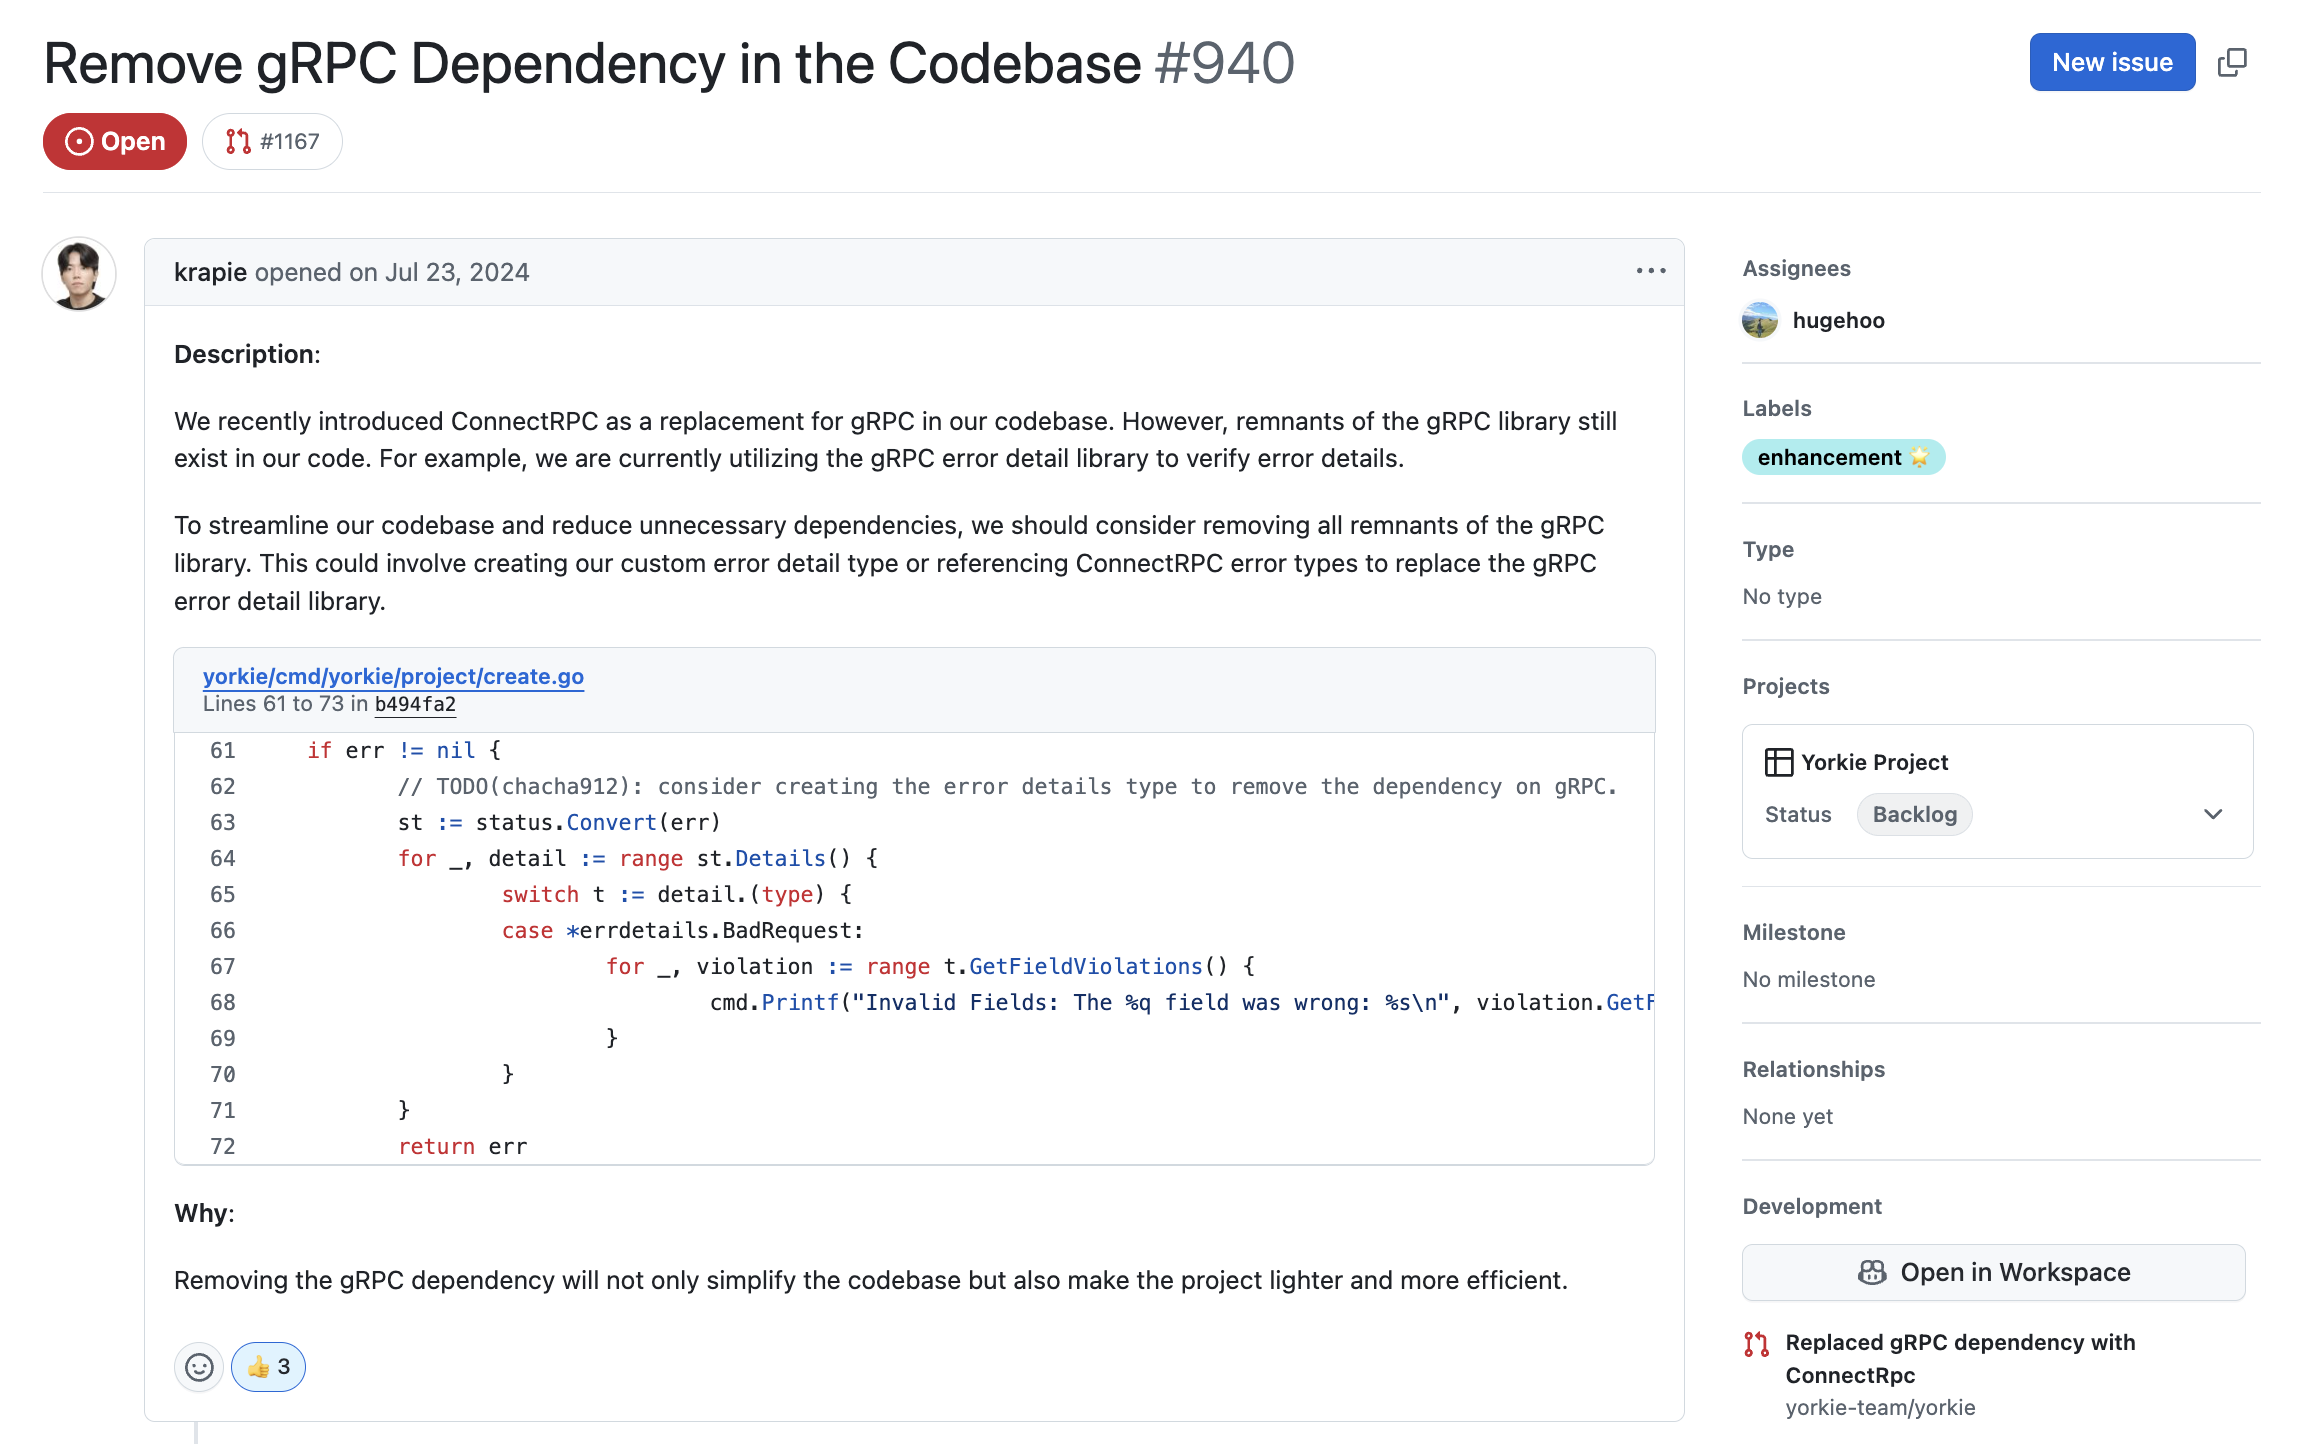 Remove gRPC Dependency in the Codebase #940
New issue
Open
#1167
krapie opened on Jul 23, 2024
Description:
We recently introduced ConnectRPC as a replacement for gRPC in our codebase. However, remnants of the gRPC library still
exist in our code. For example, we are currently utilizing the gRPC error detail library to verify error details.
To streamline our codebase and reduce unnecessary dependencies, we should consider removing all remnants of the gRPC
library. This could involve creating our custom error detail type or referencing ConnectRPC error types to replace the gRPC
error detail library.
yorkie/cmd/yorkie/project/create.go
Lines 61 to 73 in b494fa2
61 if err != nil {
62 // TODO(chacha912): consider creating the error details type to remove the dependency on gRPC.
63 st := status.Convert(err)
64 for _, detail := range st.Details() {
65 switch t := detail.(type) {
66 case *errdetails.BadRequest:
67 for _, violation := range t.GetFieldViolations() {
68 cmd.Printf("Invalid Fields: The %q field was wrong: %s\n", violation.GetF
69 }
70 }
71 }
72 return err
Why:
Removing the gRPC dependency will not only simplify the codebase but also make the project lighter and more efficient.
👍 3
Assignees
hugehoo
Labels
enhancement 🌟
Type
No type
Projects
Yorkie Project
Status Backlog
Milestone
No milestone
Relationships
None yet
Development
Open in Workspace
Replaced gRPC dependency with
ConnectRpc
yorkie-team/yorkie